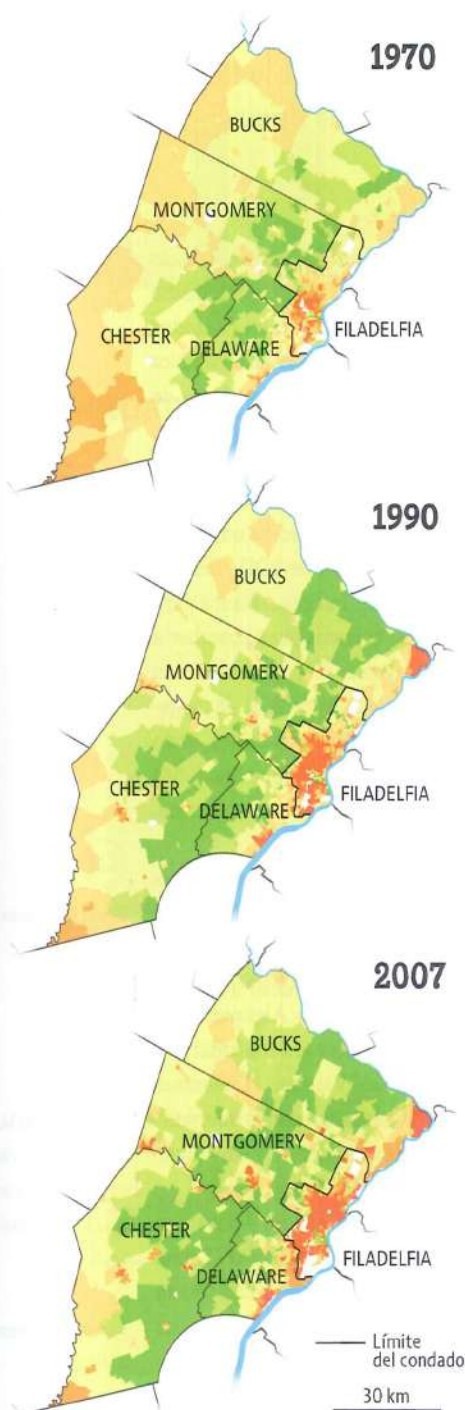 1970
BUCKS
MONTGOMERY
CHESTER
DELAWARE
FILADELFIA
1990
BUCKS
MONTGOMERY
CHESTER
DELAWARE
FILADELFIA
2007
BUCKS
MONTGOMERY
CHESTER
DELAWARE
FILADELFIA
Límite
del condado
30 km